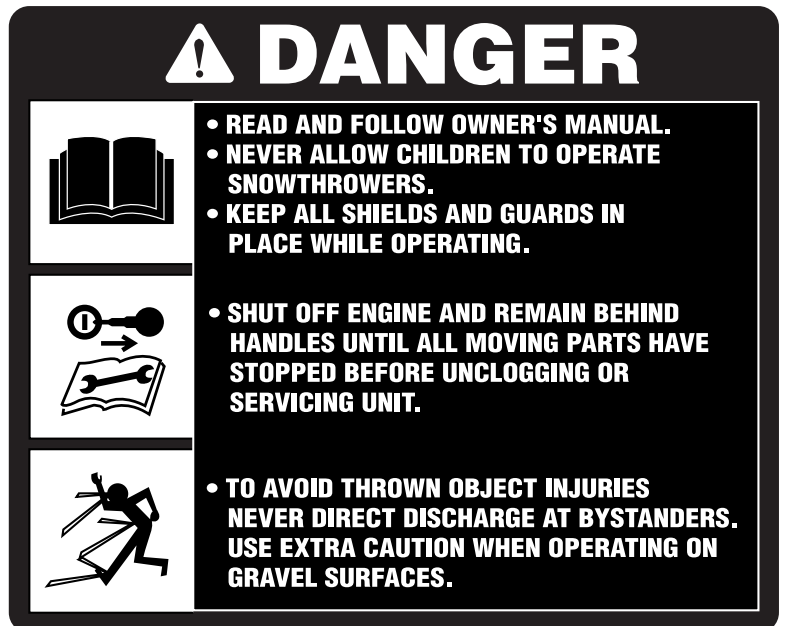 DANGER
• READ AND FOLLOW OWNER'S MANUAL.
• NEVER ALLOW CHILDREN TO OPERATE
SNOWTHROWERS.
• KEEP ALL SHIELDS AND GUARDS IN
PLACE WHILE OPERATING.
• SHUT OFF ENGINE AND REMAIN BEHIND
HANDLES UNTIL ALL MOVING PARTS HAVE
STOPPED BEFORE UNCLOGGING OR
SERVICING UNIT.
• TO AVOID THROWN OBJECT INJURIES
NEVER DIRECT DISCHARGE AT BYSTANDERS.
USE EXTRA CAUTION WHEN OPERATING ON
GRAVEL SURFACES.